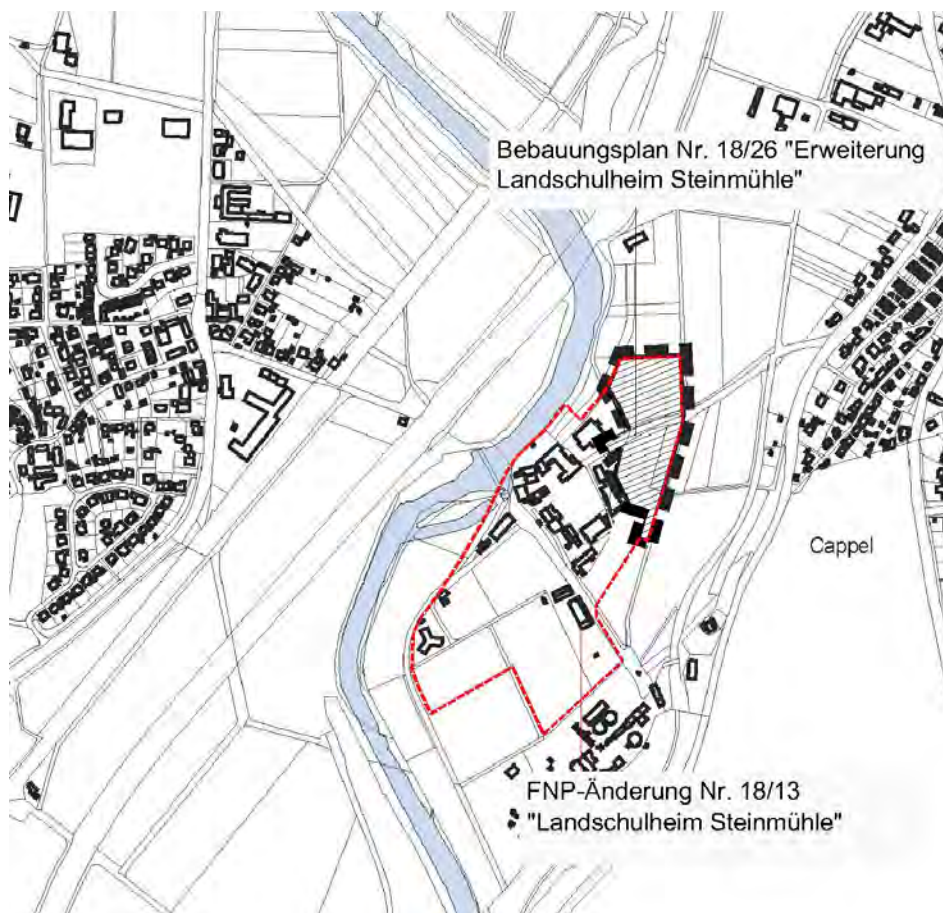 Bebauungsplan Nr. 18/26 "Erweiterung
Landschulheim Steinmühle"
Cappel
FNP-Änderung Nr. 18/13
"Landschulheim Steinmühle"